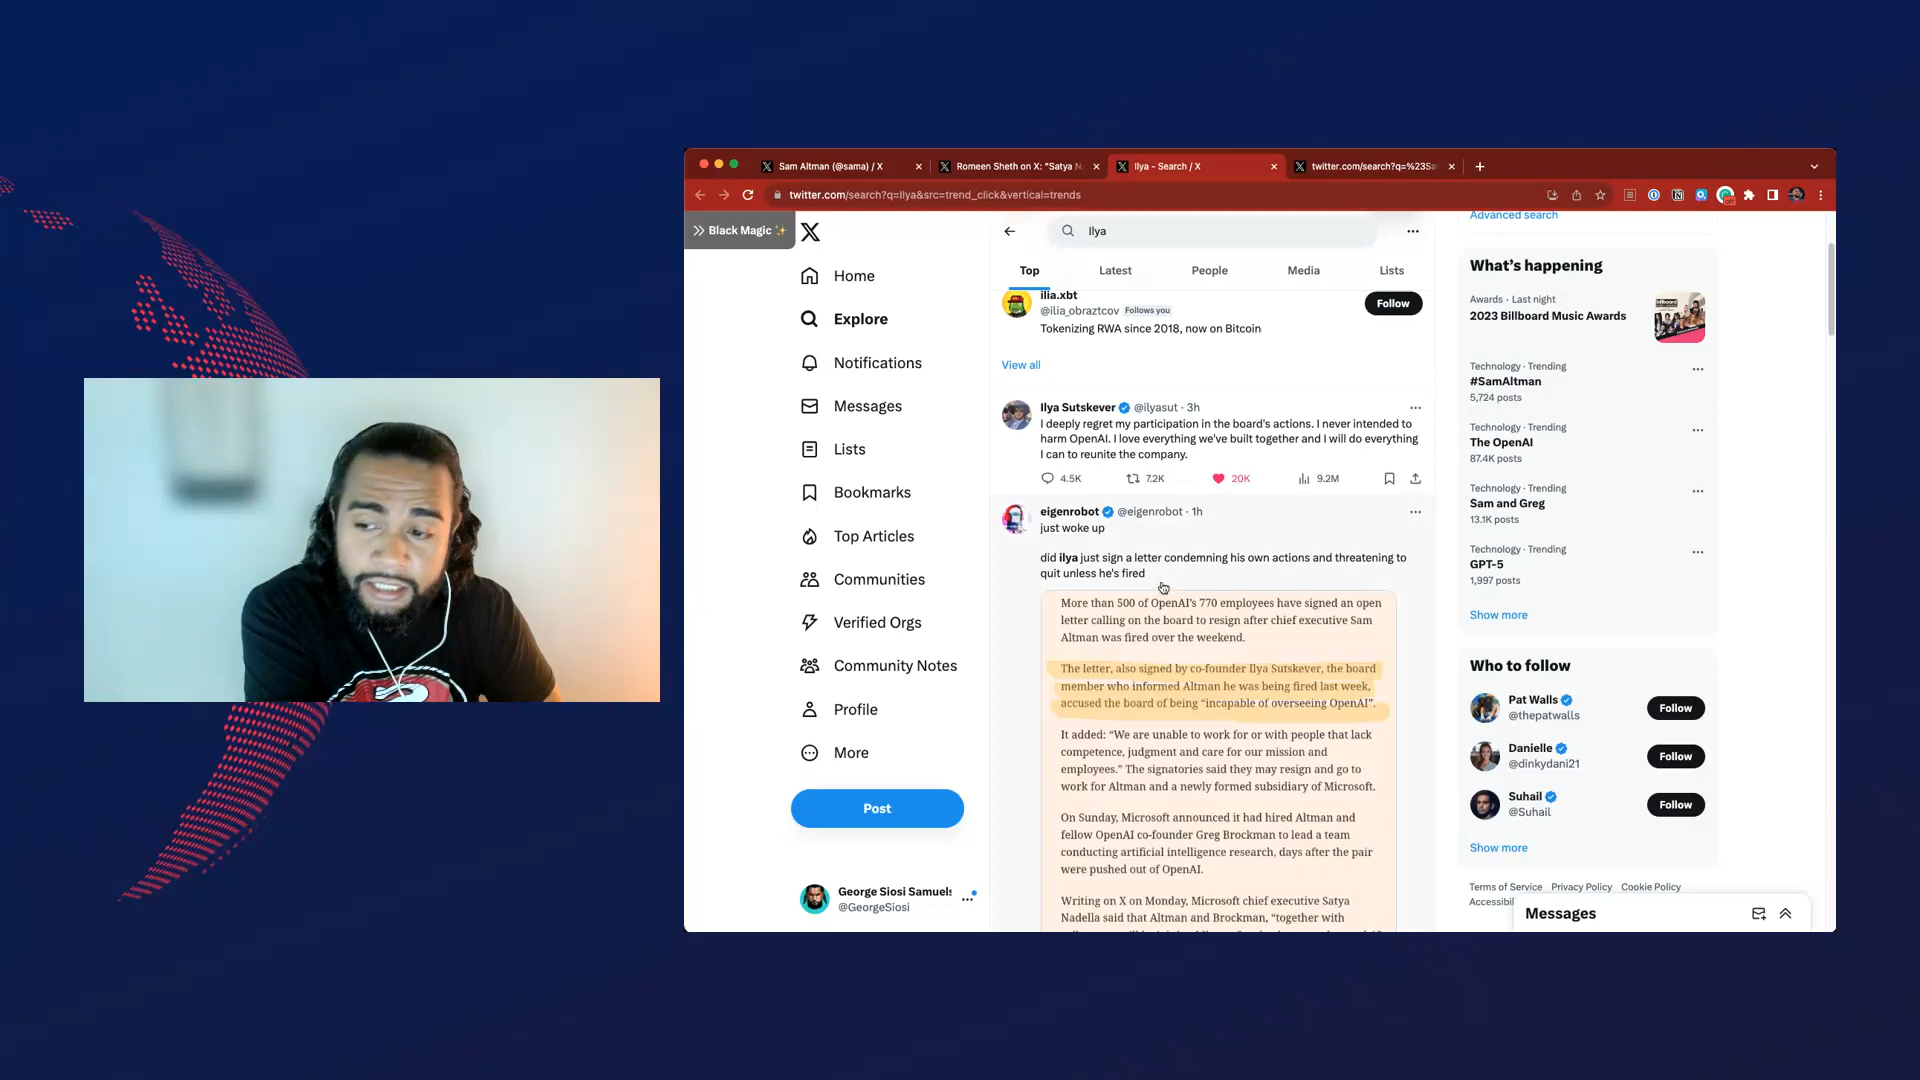 Sam Altman (@sama) / X
Romeen Sheth on X: "Satya N
Ilya - Search / X
twitter.com/search?q=%23Sa
twitter.com/search?q=Ilya&src=trend_click&vertical=trends
Black Magic
Home
Explore
Notifications
Messages
Lists
Bookmarks
Top Articles
Communities
Verified Orgs
Community Notes
Profile
More
Post
George Siosi Samuels
@GeorgeSiosi
Ilya
Top
Latest
People
Media
Lists
ilia.xbt
@ilia_obraztcov Follows you
Follow
Tokenizing RWA since 2018, now on Bitcoin
View all
Ilya Sutskever @ilyasut · 3h
I deeply regret my participation in the board's actions. I never intended to
harm OpenAI. I love everything we've built together and I will do everything
I can to reunite the company.
4.5K 7.2K 20K 9.2M
eigenrobot @eigenrobot · 1h
just woke up
did ilya just sign a letter condemning his own actions and threatening to
quit unless he's fired
More than 500 of OpenAI's 770 employees have signed an open
letter calling on the board to resign after chief executive Sam
Altman was fired over the weekend.
The letter, also signed by co-founder Ilya Sutskever, the board
member who informed Altman he was being fired last week,
accused the board of being “incapable of overseeing OpenAI”.
It added: “We are unable to work for or with people that lack
competence, judgment and care for our mission and
employees.” The signatories said they may resign and go to
work for Altman and a newly formed subsidiary of Microsoft.
On Sunday, Microsoft announced it had hired Altman and
fellow OpenAI co-founder Greg Brockman to lead a team
conducting artificial intelligence research, days after the pair
were pushed out of OpenAI.
Writing on X on Monday, Microsoft chief executive Satya
Nadella said that Altman and Brockman, “together with
Advanced search
What’s happening
Awards · Last night
2023 Billboard Music Awards
Technology · Trending
#SamAltman
5,724 posts
Technology · Trending
The OpenAI
87.4K posts
Technology · Trending
Sam and Greg
13.1K posts
Technology · Trending
GPT-5
1,997 posts
Show more
Who to follow
Pat Walls
@thepatwalls
Follow
Danielle
@dinkydani21
Follow
Suhail
@Suhail
Follow
Show more
Terms of Service Privacy Policy Cookie Policy
Accessibil
Messages